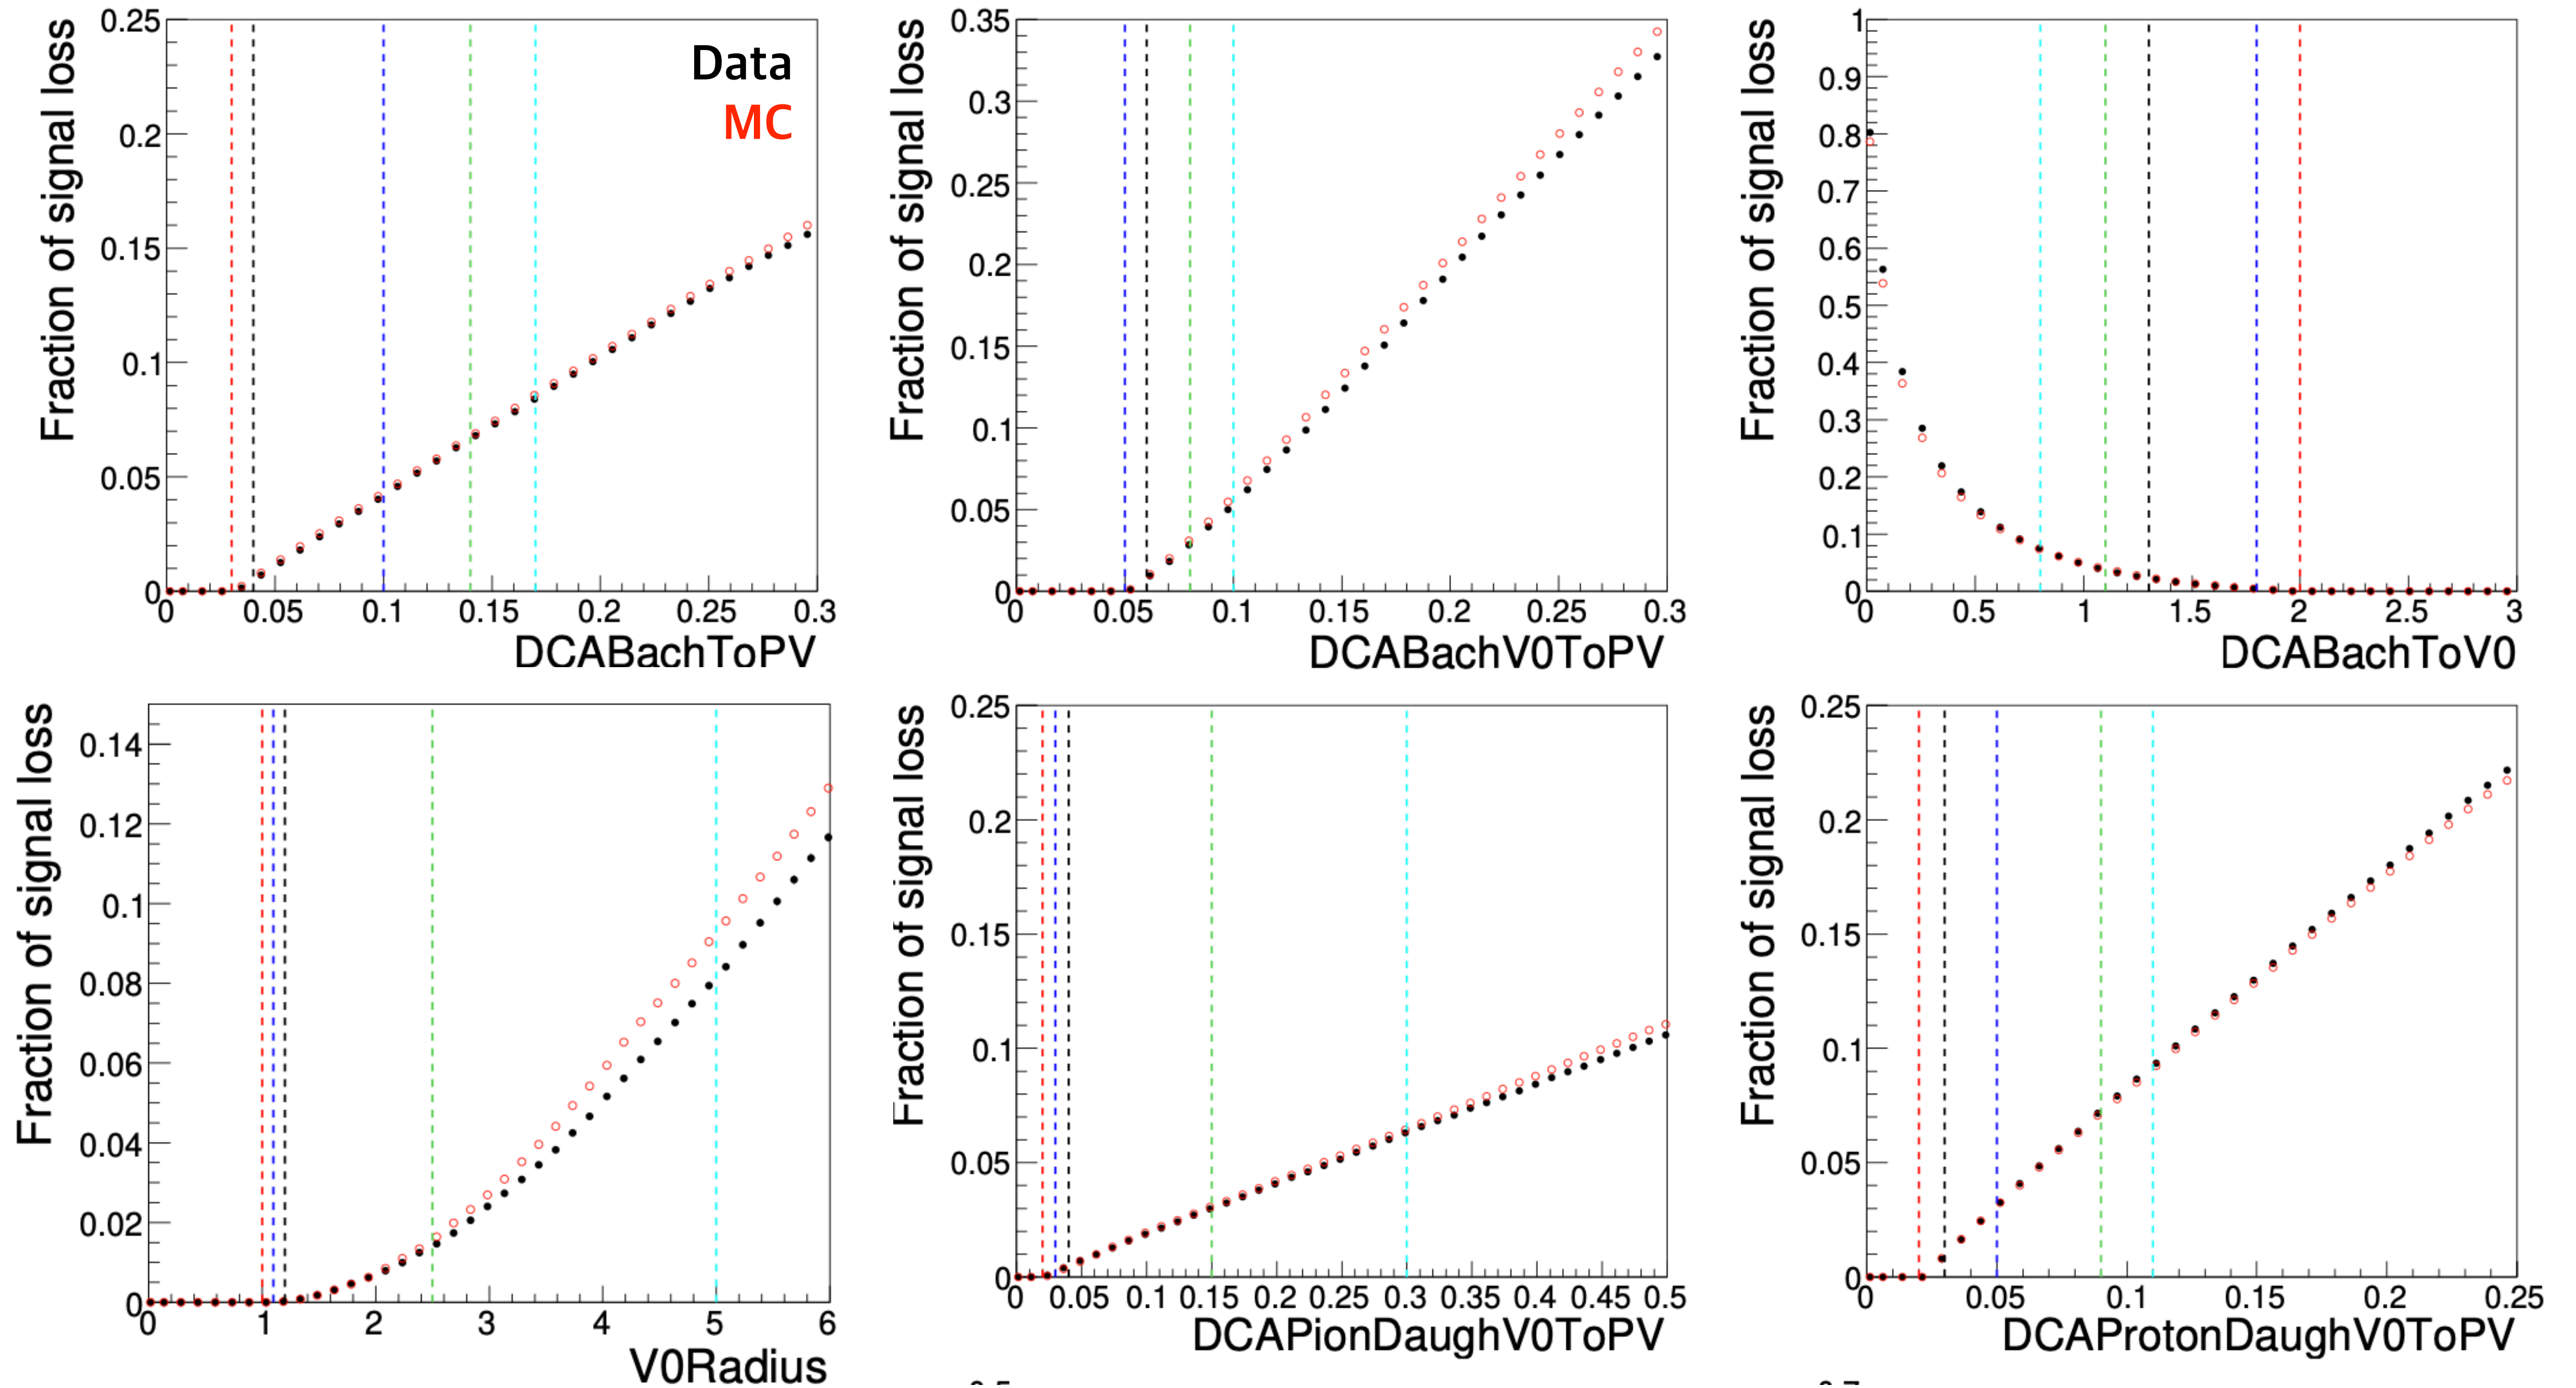 Fraction of signal loss
0.25
0.2
0.15
0.1
0.05
0
Data
MC
0 0.05 0.1 0.15 0.2 0.25 0.3
DCABachToPV
Fraction of signal loss
0.35
0.3
0.25
0.2
0.15
0.1
0.05
0
0 0.05 0.1 0.15 0.2 0.25 0.3
DCABachV0ToPV
Fraction of signal loss
1
0.9
0.8
0.7
0.6
0.5
0.4
0.3
0.2
0.1
0
0 0.5 1 1.5 2 2.5 3
DCABachToV0
Fraction of signal loss
0.14
0.12
0.1
0.08
0.06
0.04
0.02
0
0 1 2 3 4 5 6
V0Radius
Fraction of signal loss
0.25
0.2
0.15
0.1
0.05
0
0 0.05 0.1 0.15 0.2 0.25 0.3 0.35 0.4 0.45 0.5
DCAPionDaughV0ToPV
Fraction of signal loss
0.25
0.2
0.15
0.1
0.05
0
0 0.05 0.1 0.15 0.2 0.25
DCAProtonDaughV0ToPV